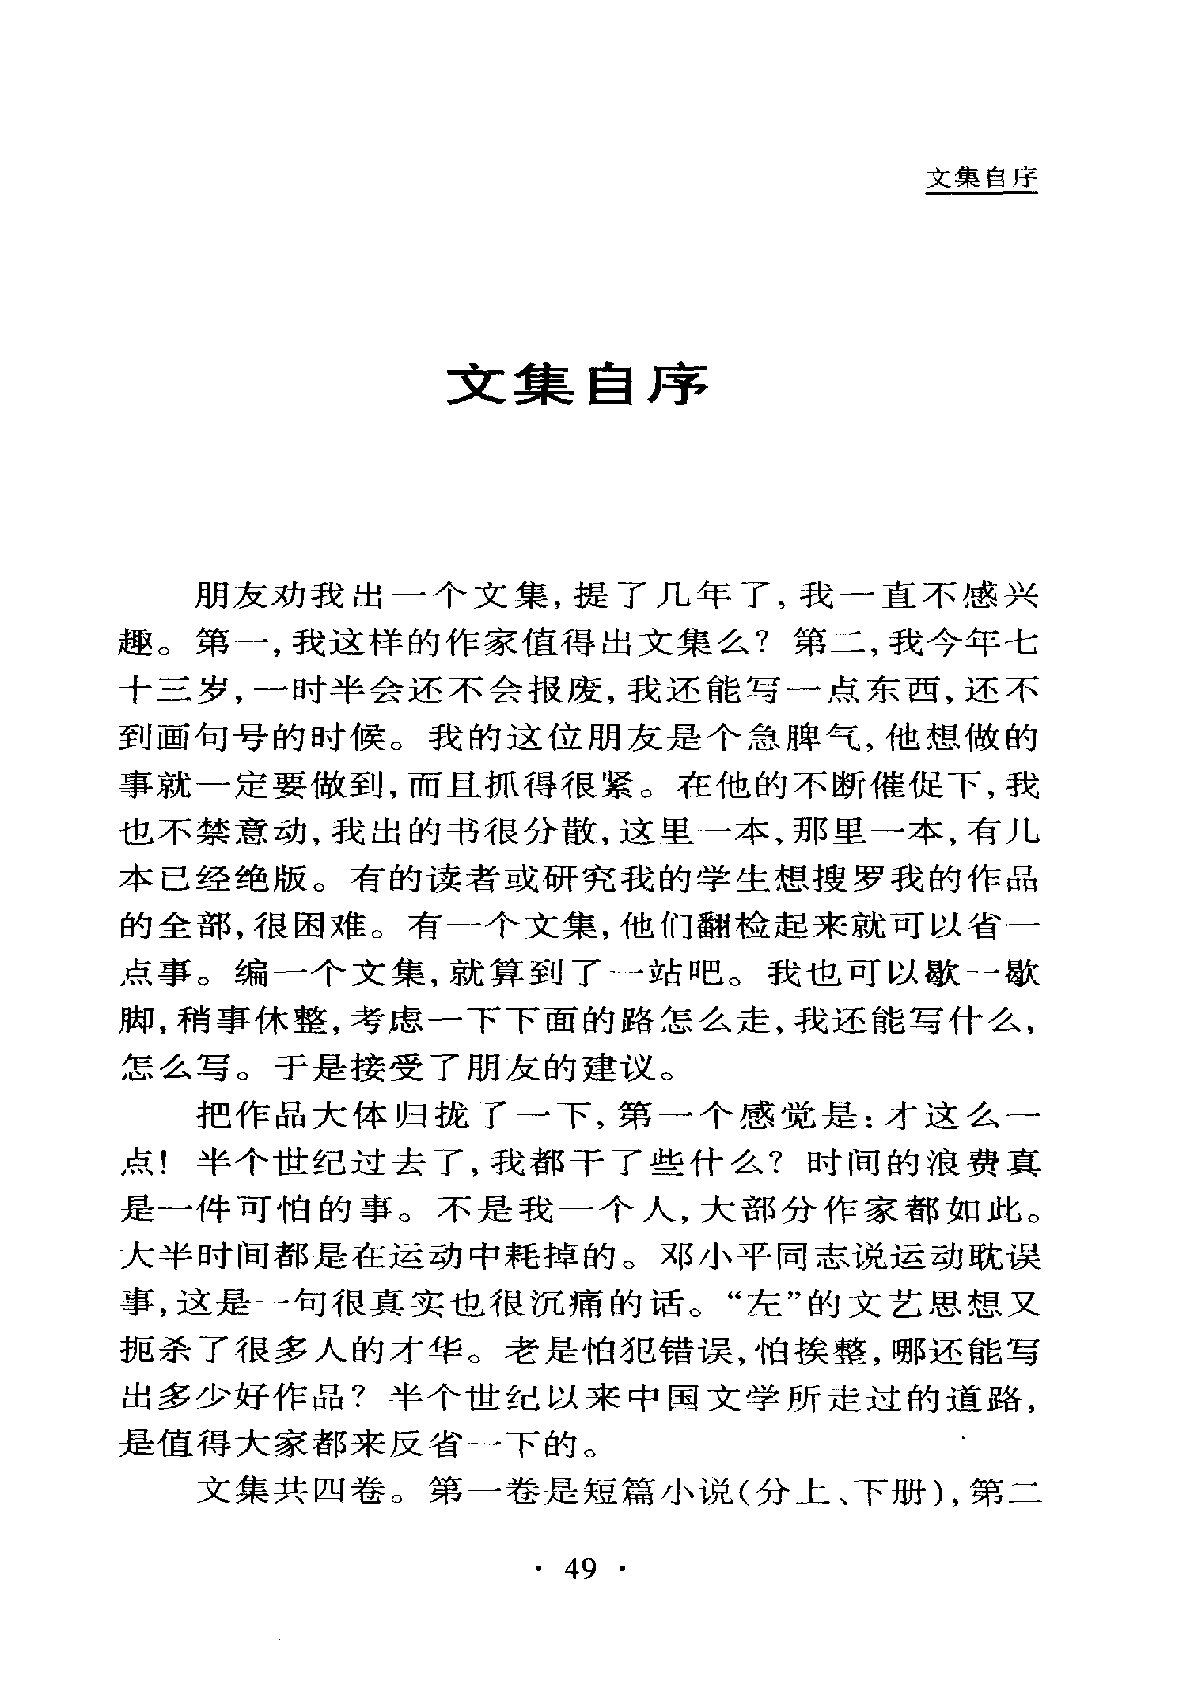 文集自序
文集自序
朋友劝我出一个文集,提了几年了,我一直不感兴
趣。第一,我这样的作家值得出文集么?第二,我今年七
十三岁,一时半会还不会报废,我还能写一点东西,还不
到画句号的时候。我的这位朋友是个急脾气,他想做的
事就一定要做到,而且抓得很紧。在他的不断催促下,我
也不禁意动,我出的书很分散,这里一本,那里一本,有几
本已经绝版。有的读者或研究我的学生想搜罗我的作品
的全部,很困难。有一个文集,他们翻检起来就可以省一
点事。编一个文集,就算到了一站吧。我也可以歇一歇
脚,稍事休整,考虑一下下面的路怎么走,我还能写什么,
怎么写。于是接受了朋友的建议。
把作品大体归拢了一下,第一个感觉是:才这么一
点!半个世纪过去了,我都干了些什么?时间的浪费真
是一件可怕的事。不是我一个人,大部分作家都如此。
大半时间都是在运动中耗掉的。邓小平同志说运动耽误
事,这是一句很真实也很沉痛的话。“左”的文艺思想又
扼杀了很多人的才华。老是怕犯错误,怕挨整,哪还能写
出多少好作品?半个世纪以来中国文学所走过的道路,
是值得大家都来反省一下的。
文集共四卷。第一卷是短篇小说(分上、下册),第二
· 49 ·